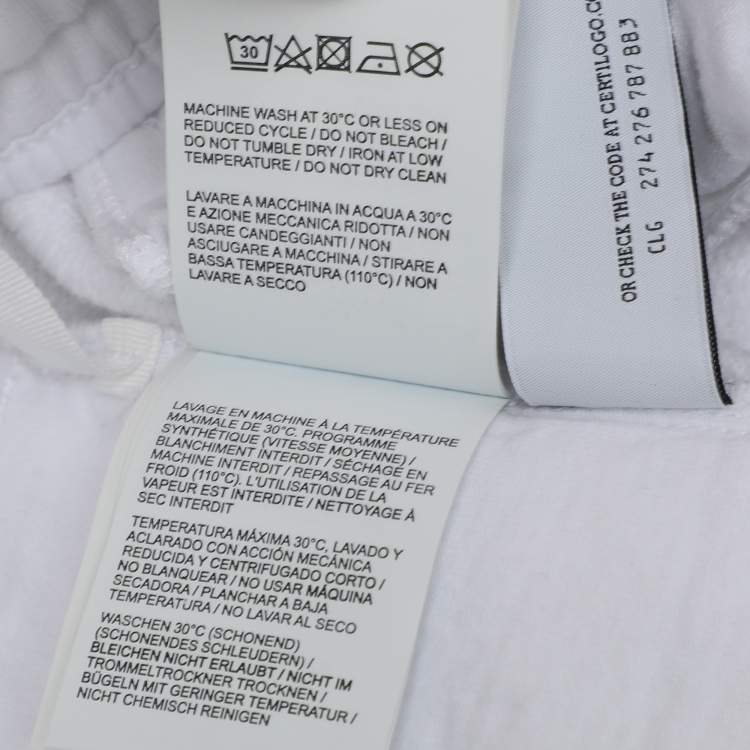 30
MACHINE WASH AT 30°C OR LESS ON
REDUCED CYCLE / DO NOT BLEACH /
DO NOT TUMBLE DRY / IRON AT LOW
TEMPERATURE / DO NOT DRY CLEAN
LAVARE A MACCHINA IN ACQUA A 30°C
E AZIONE MECCANICA RIDOTTA / NON
USARE CANDEGGIANTI / NON
ASCIUGARE A MACCHINA / STIRARE A
BASSA TEMPERATURA (110°C) / NON
LAVARE A SECCO
OR CHECK THE CODE AT CERTILOGO.C
CLG 274 276 787 BB3
LAVAGE EN MACHINE À LA TEMPÉRATURE
MAXIMALE DE 30°C. PROGRAMME
SYNTHÉTIQUE (VITESSE MOYENNE) /
BLANCHIMENT INTERDIT / SÉCHAGE EN
MACHINE INTERDIT / REPASSAGE AU FER
FROID (110°C). L'UTILISATION DE LA
VAPEUR EST INTERDITE / NETTOYAGE À
SEC INTERDIT
TEMPERATURA MÁXIMA 30°C, LAVADO Y
ACLARADO CON ACCIÓN MECÁNICA
REDUCIDA Y CENTRIFUGADO CORTO /
NO BLANQUEAR / NO USAR MÁQUINA
SECADORA / PLANCHAR A BAJA
TEMPERATURA / NO LAVAR AL SECO
WASCHEN 30°C (SCHONEND)
(SCHONENDES SCHLEUDERN) /
BLEICHEN NICHT ERLAUBT / NICHT IM
TROMMELTROCKNER TROCKNEN /
BÜGELN MIT GERINGER TEMPERATUR /
NICHT CHEMISCH REINIGEN